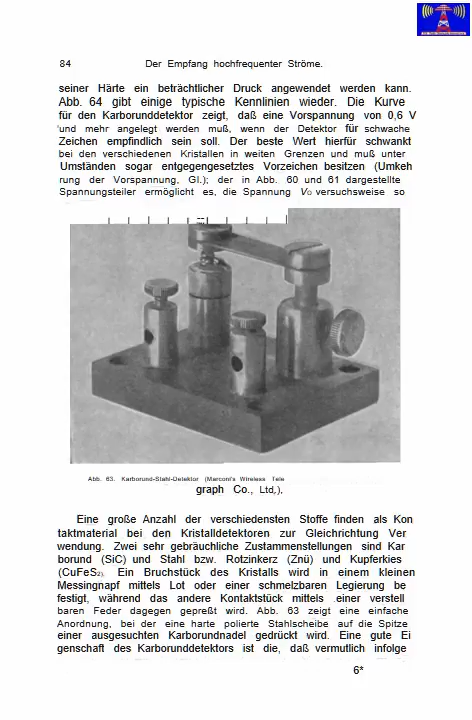 84 Der Empfang hochfrequenter Ströme.
seiner Härte ein beträchtlicher Druck angewendet werden kann.
Abb. 64 gibt einige typische Kennlinien wieder. Die Kurve
für den Karborunddetektor zeigt, daß eine Vorspannung von 0,6 V
'und mehr angelegt werden muß, wenn der Detektor für schwache
Zeichen empfindlich sein soll. Der beste Wert hierfür schwankt
bei den verschiedenen Kristallen in weiten Grenzen und muß unter
Umständen sogar entgegengesetztes Vorzeichen besitzen (Umkeh
rung der Vorspannung, Gl.); der in Abb. 60 und 61 dargestellte
Spannungsteiler ermöglicht es, die Spannung Vo versuchsweise so
Abb. 63. Karborund-Stahl-Detektor (Marconi's Wireless Tele
graph Co., Ltd,).
Eine große Anzahl der verschiedensten Stoffe finden als Kon
taktmaterial bei den Kristalldetektoren zur Gleichrichtung Ver
wendung. Zwei sehr gebräuchliche Zustammenstellungen sind Kar
borund (SiC) und Stahl bzw. Rotzinkerz (Znü) und Kupferkies
(CuFeS2). Ein Bruchstück des Kristalls wird in einem kleinen
Messingnapf mittels Lot oder einer schmelzbaren Legierung be
festigt, während das andere Kontaktstück mittels .einer verstell
baren Feder dagegen gepreßt wird. Abb. 63 zeigt eine einfache
Anordnung, bei der eine harte polierte Stahlscheibe auf die Spitze
einer ausgesuchten Karborundnadel gedrückt wird. Eine gute Ei
genschaft des Karborunddetektors ist die, daß vermutlich infolge
6*